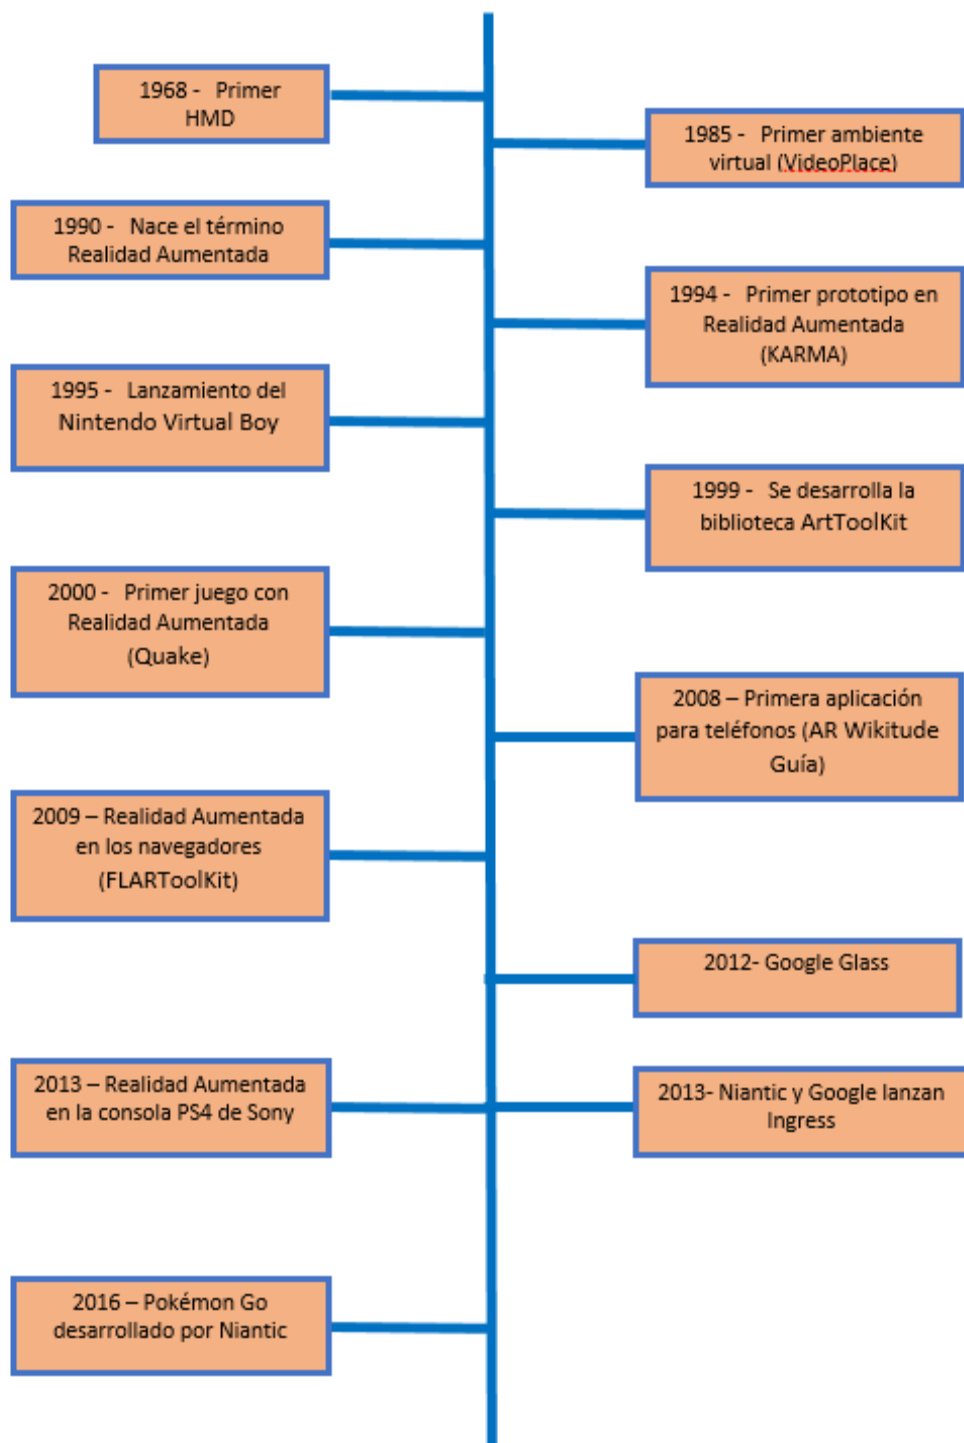 1968 - Primer
HMD
1985 - Primer ambiente
virtual (VideoPlace)
1990 - Nace el término
Realidad Aumentada
1994 - Primer prototipo en
Realidad Aumentada
(KARMA)
1995 - Lanzamiento del
Nintendo Virtual Boy
1999 - Se desarrolla la
biblioteca ArtToolKit
2000 - Primer juego con
Realidad Aumentada
(Quake)
2008 – Primera aplicación
para teléfonos (AR Wikitude
Guía)
2009 – Realidad Aumentada
en los navegadores
(FLARToolKit)
2012- Google Glass
2013 – Realidad Aumentada
en la consola PS4 de Sony
2013- Niantic y Google lanzan
Ingress
2016 – Pokémon Go
desarrollado por Niantic